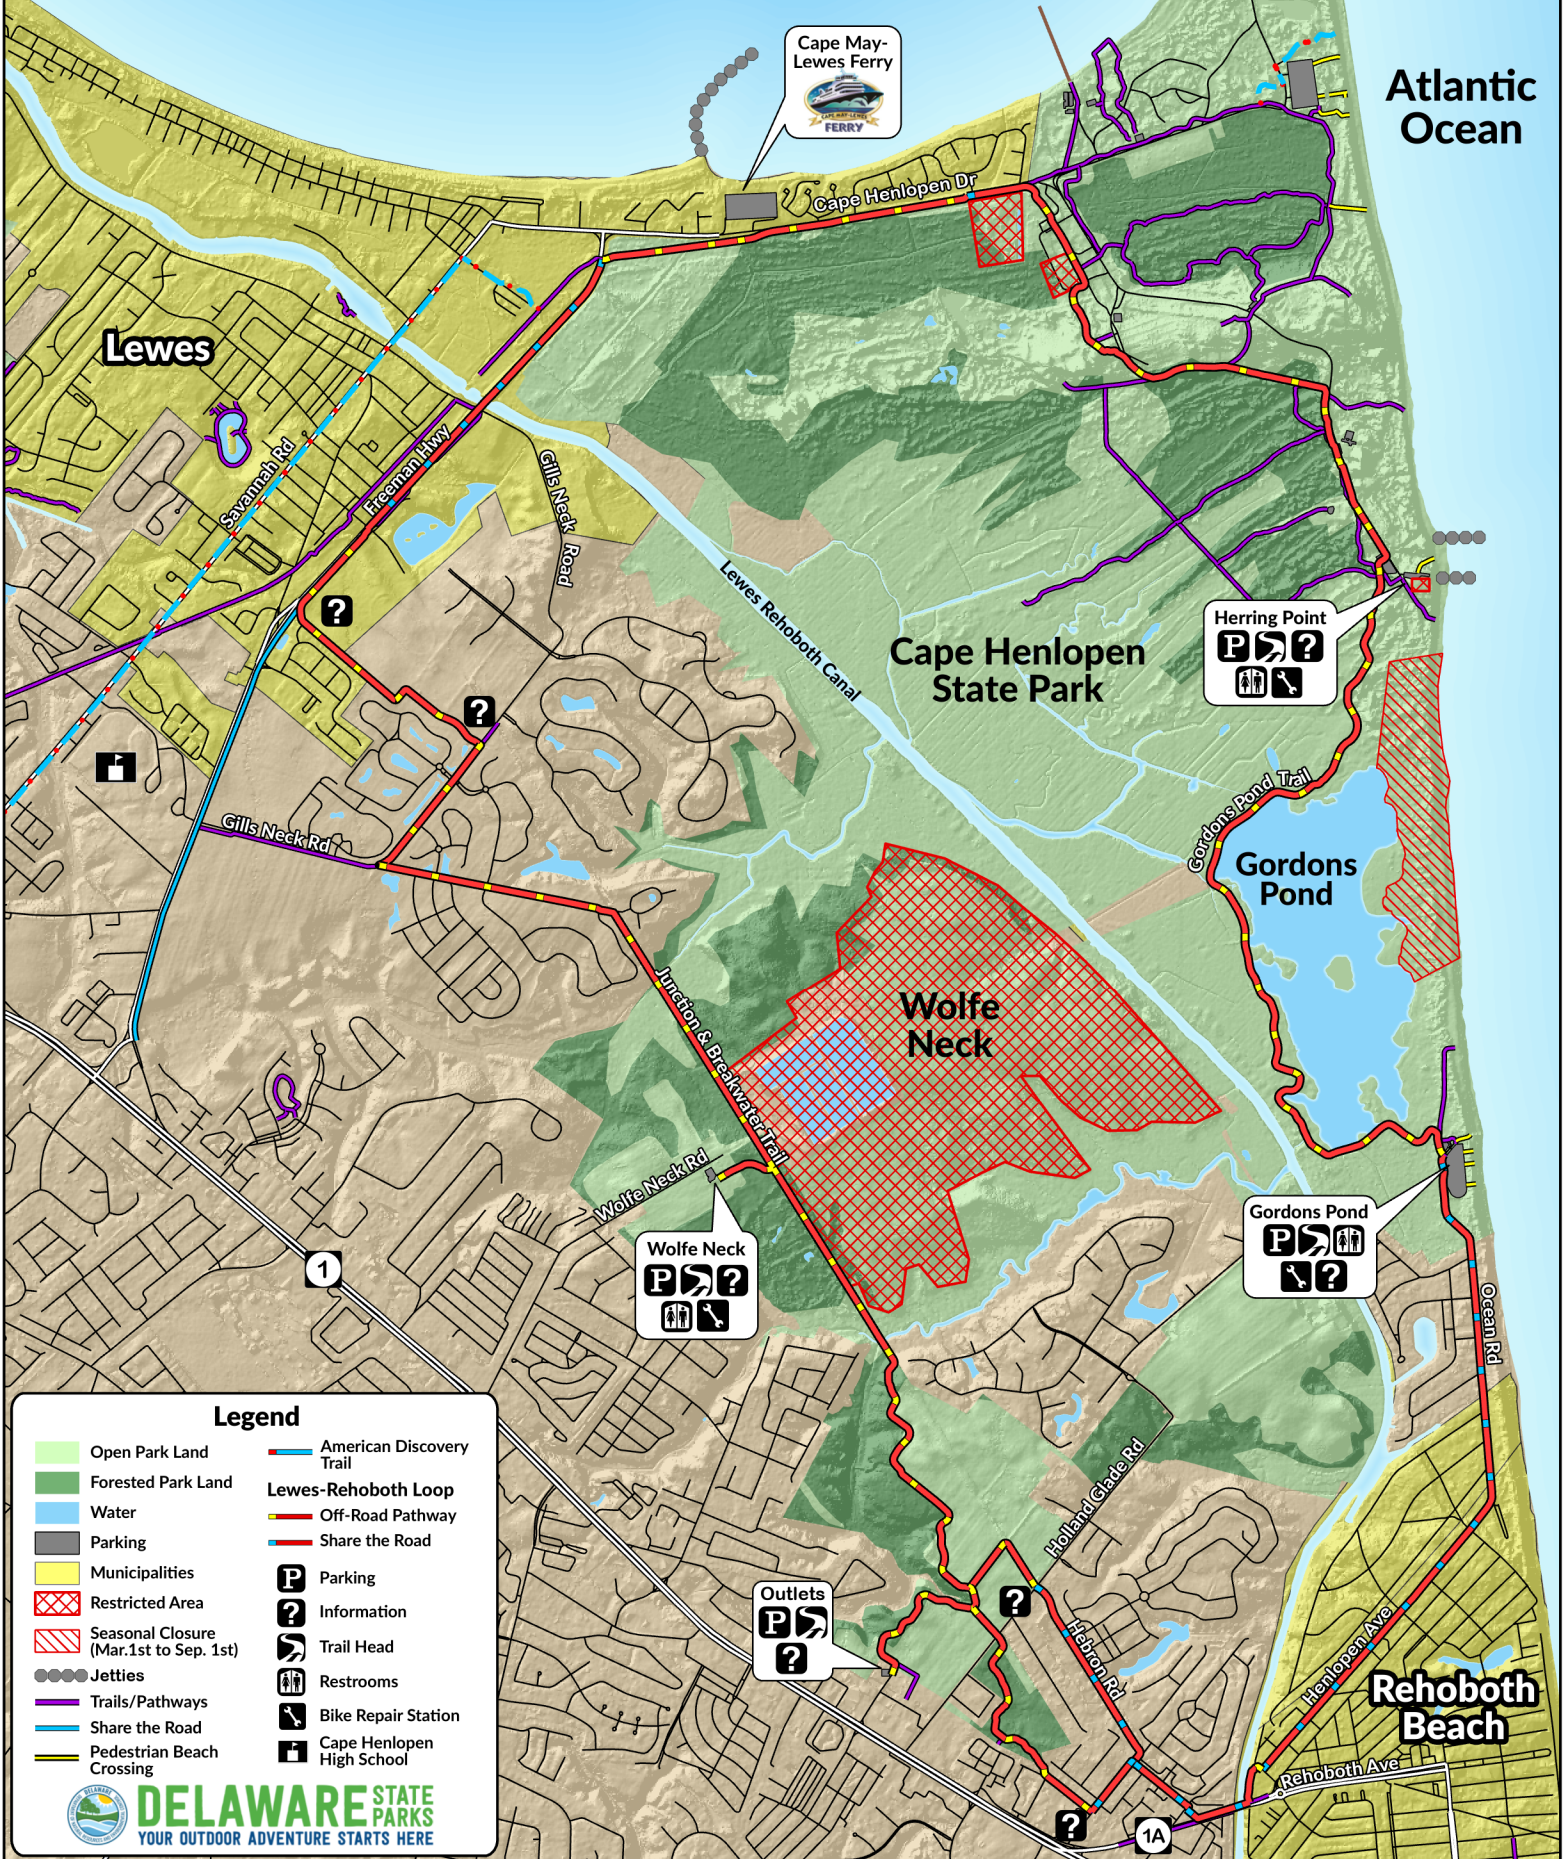 Cape May-
Lewes Ferry
CAPE MAY-LEWES
FERRY
Atlantic
Ocean
Cape Henlopen Dr
Lewes
Savannah Rd
Freeman Hwy
Gills Neck Road
Lewes Rehoboth Canal
Cape Henlopen
State Park
Herring Point
P ?
?
?
Gordons Pond Trail
Gordons
Pond
Gills Neck Rd
Wolfe
Neck
Junction & Breakwater Trail
Wolfe Neck Rd
Wolfe Neck
P ?
Gordons Pond
P
?
1
Ocean Rd
Holland Glade Rd
Outlets
P
?
?
Hebron Rd
Henlopen Ave
Rehoboth
Beach
Rehoboth Ave
?
1A
Legend
Open Park Land
Forested Park Land
Water
Parking
Municipalities
Restricted Area
Seasonal Closure
(Mar.1st to Sep. 1st)
Jetties
Trails/Pathways
Share the Road
Pedestrian Beach
Crossing
American Discovery
Trail
Lewes-Rehoboth Loop
Off-Road Pathway
Share the Road
P Parking
? Information
Trail Head
Restrooms
Bike Repair Station
Cape Henlopen
High School
DELAWARE STATE
PARKS
YOUR OUTDOOR ADVENTURE STARTS HERE